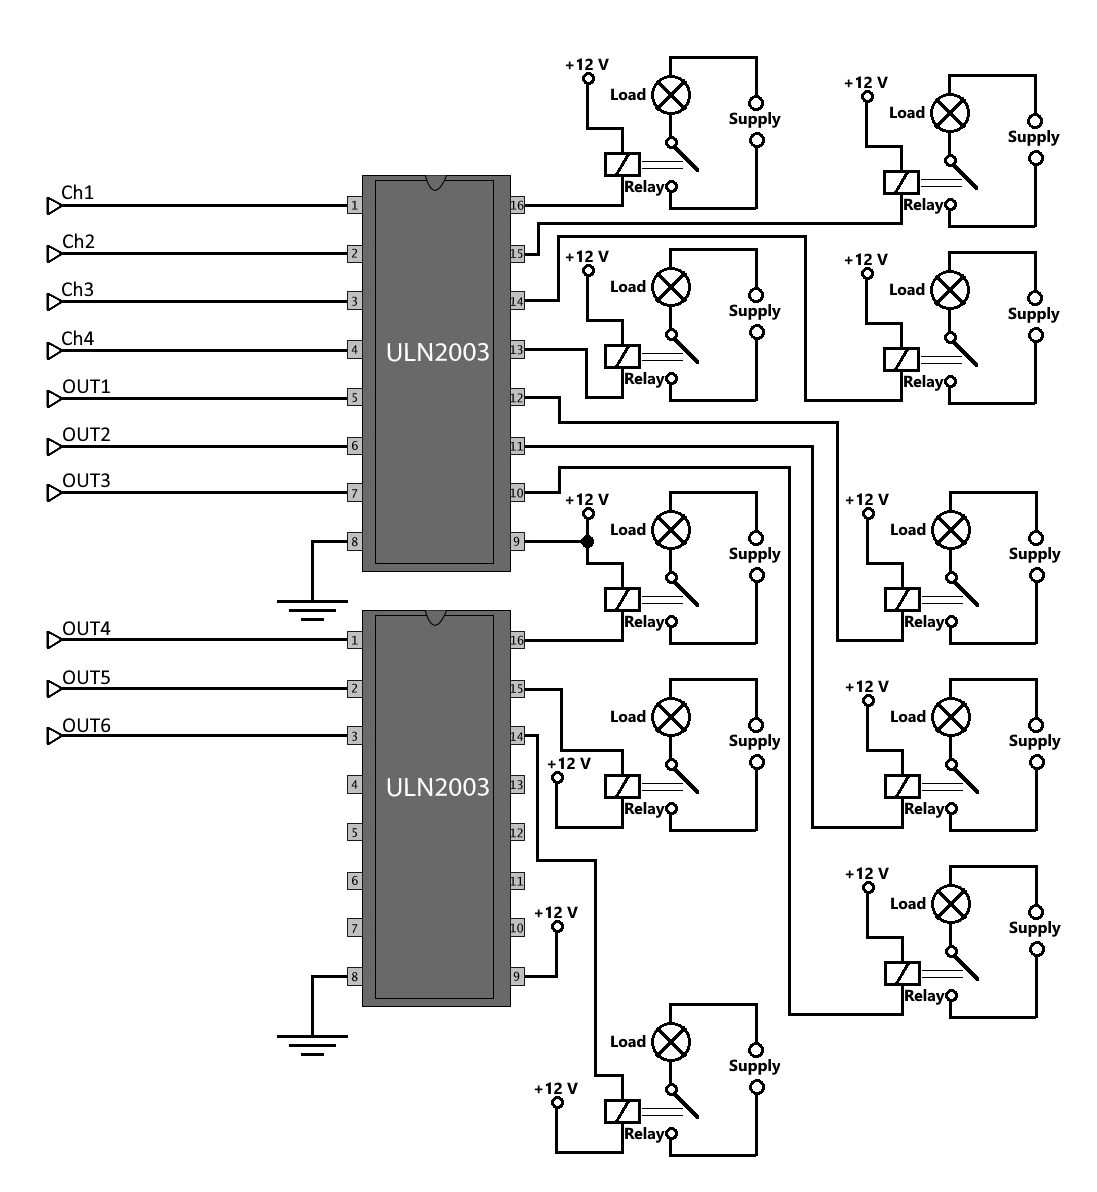 +12 V
Load
Supply
Relay
+12 V
Load
Supply
Relay
Ch1
Ch2
Ch3
Ch4
OUT1
OUT2
OUT3
1
2
3
4
5
6
7
8
ULN2003
16
15
14
13
12
11
10
9
+12 V
Load
Supply
Relay
+12 V
Load
Supply
Relay
+12 V
Load
Supply
Relay
+12 V
Load
Supply
Relay
OUT4
OUT5
OUT6
1
2
3
4
5
6
7
8
ULN2003
16
15
14
13
12
11
10
9
+12 V
Load
Supply
+12 V
Relay
Load
Supply
Relay
+12 V
+12 V
Load
Supply
Relay
+12 V
Load
Supply
Relay